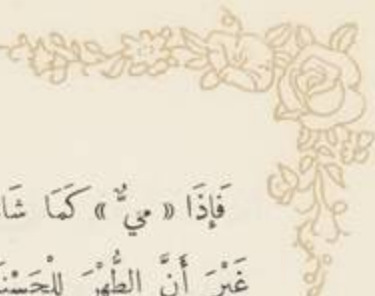 فَإِذَا « ميٌّ » كَمَا شَا
غَيْرَ أَنَّ الطُّهْرَ لِلْحَسْنَ